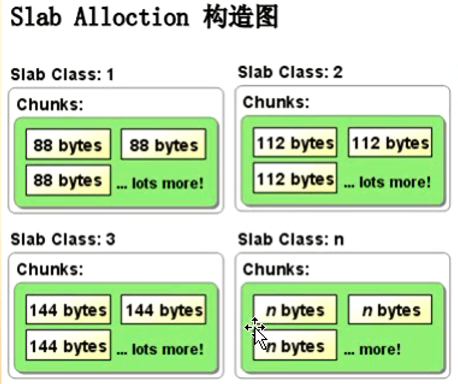 Slab Alloction 构造图
Slab Class: 1
Chunks:
88 bytes 88 bytes
88 bytes ... lots more!
Slab Class: 2
Chunks:
112 bytes 112 bytes
112 bytes ... lots more!
Slab Class: 3
Chunks:
144 bytes 144 bytes
144 bytes ... lots more!
Slab Class: n
Chunks:
n bytes n bytes
n bytes ... more!